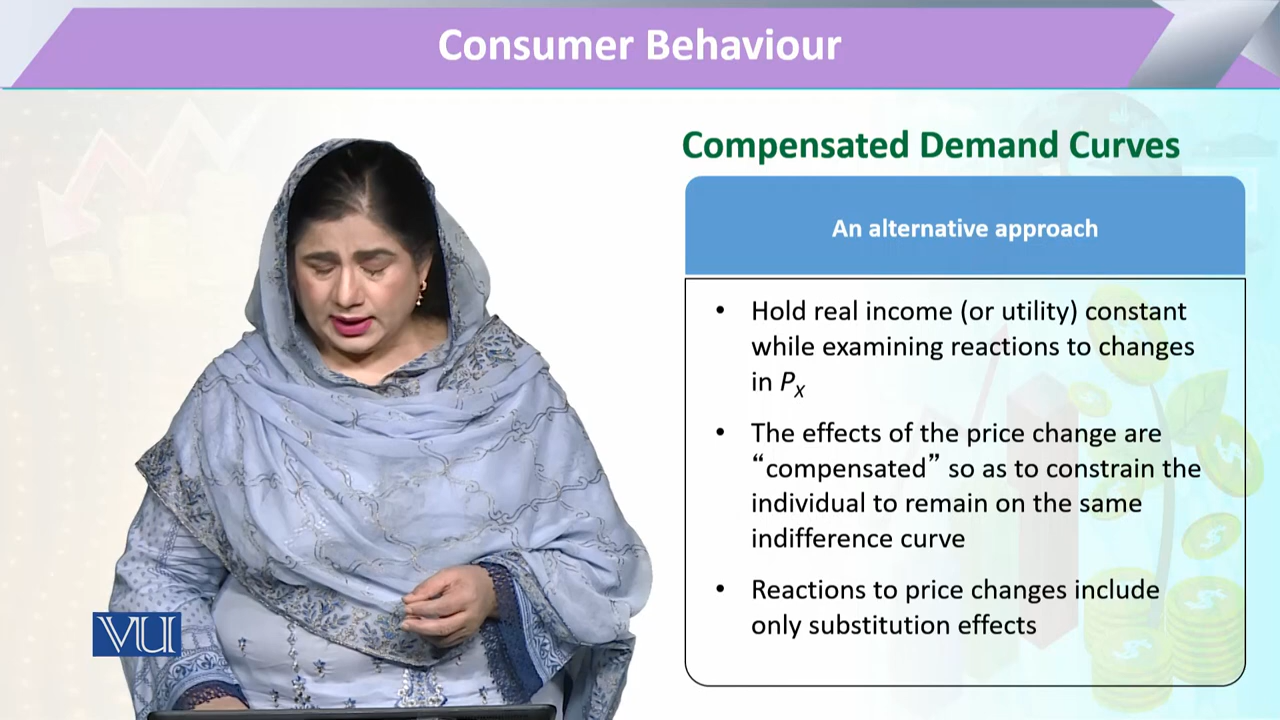 Consumer Behaviour
Compensated Demand Curves
An alternative approach
• Hold real income (or utility) constant
while examining reactions to changes
in Pₓ
• The effects of the price change are
“compensated” so as to constrain the
individual to remain on the same
indifference curve
• Reactions to price changes include
only substitution effects
VU